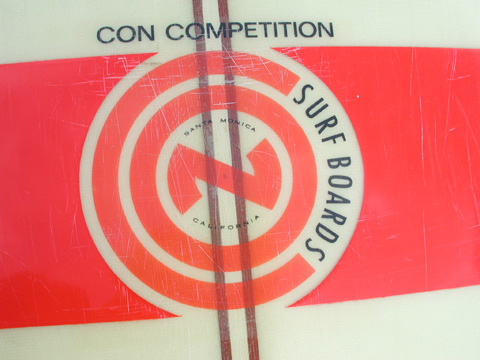 CON COMPETITION
SURF BOARDS
SANTA MONICA
CALIFORNIA